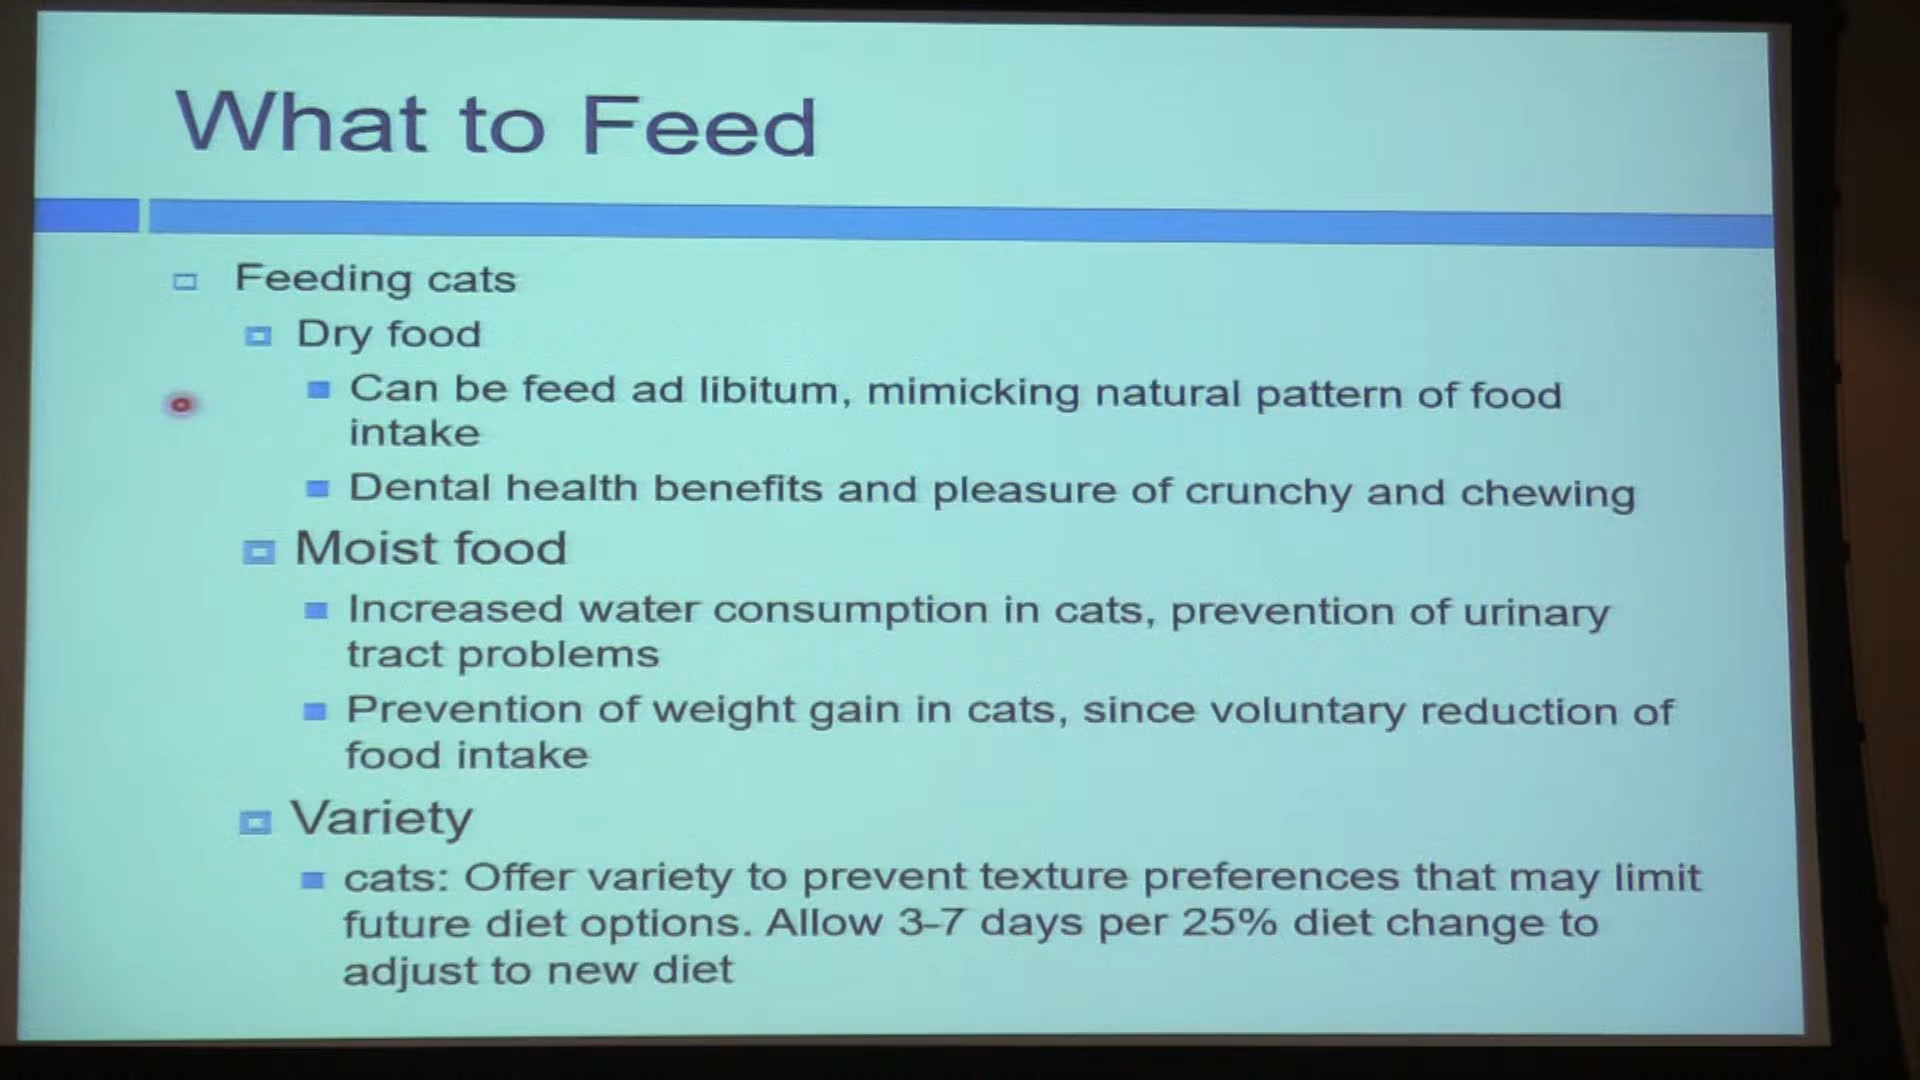 What to Feed
Feeding cats
Dry food
Can be feed ad libitum, mimicking natural pattern of food
intake
Dental health benefits and pleasure of crunchy and chewing
Moist food
Increased water consumption in cats, prevention of urinary
tract problems
Prevention of weight gain in cats, since voluntary reduction of
food intake
Variety
cats: Offer variety to prevent texture preferences that may limit
future diet options. Allow 3-7 days per 25% diet change to
adjust to new diet